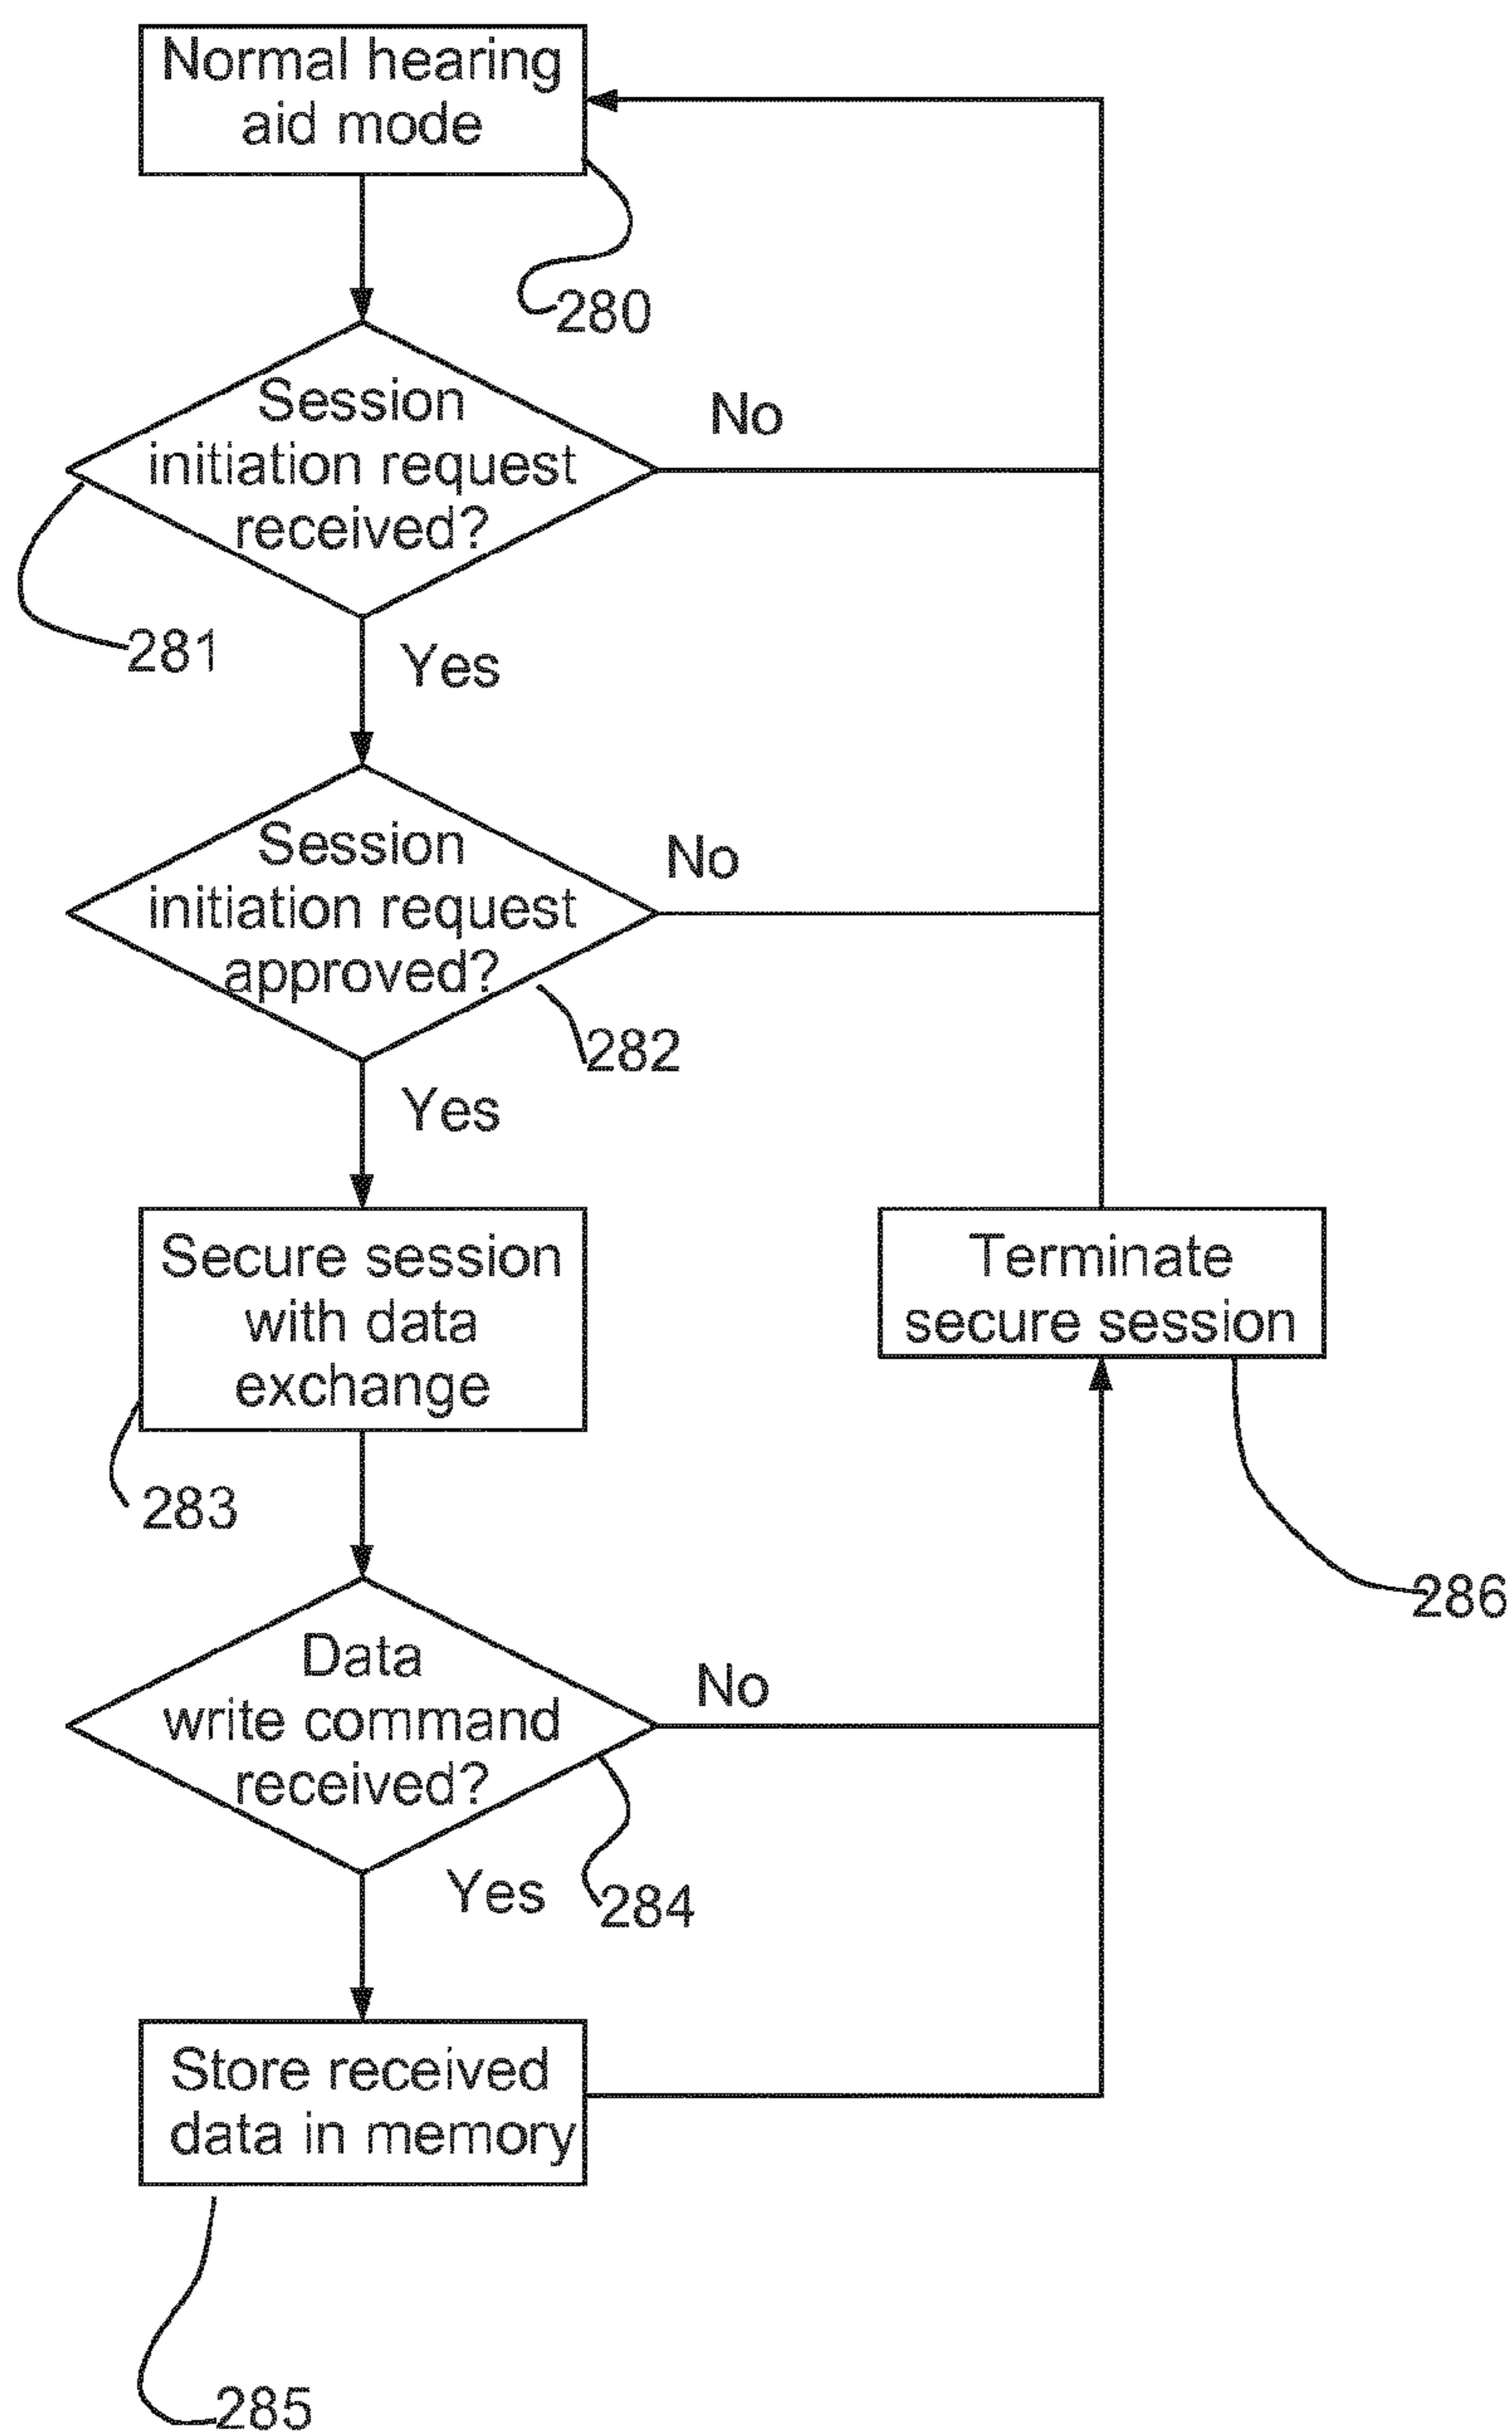 Normal hearing
aid mode
280
Session
initiation request
received?
No
281
Yes
Session
initiation request
approved?
No
282
Yes
Secure session
with data
exchange
283
Terminate
secure session
286
Data
write command
received?
No
Yes
284
Store received
data in memory
285